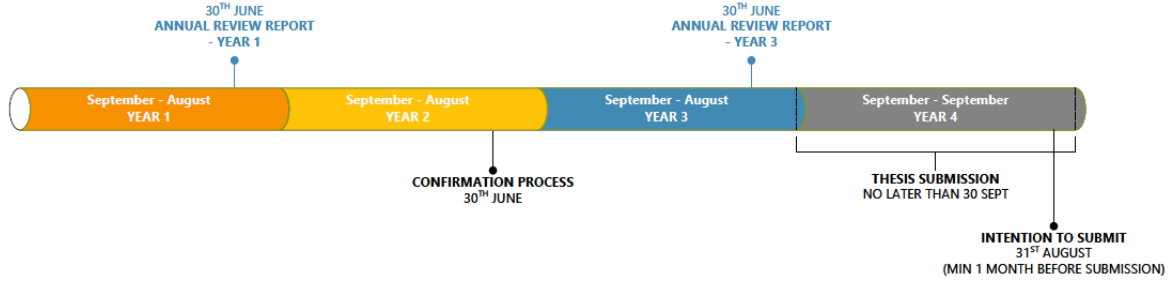 30TH JUNE
ANNUAL REVIEW REPORT
- YEAR 1
30TH JUNE
ANNUAL REVIEW REPORT
- YEAR 3
September - August
YEAR 1
September - August
YEAR 2
September - August
YEAR 3
September - September
YEAR 4
CONFIRMATION PROCESS
30TH JUNE
THESIS SUBMISSION
NO LATER THAN 30 SEPT
INTENTION TO SUBMIT
31ST AUGUST
(MIN 1 MONTH BEFORE SUBMISSION)